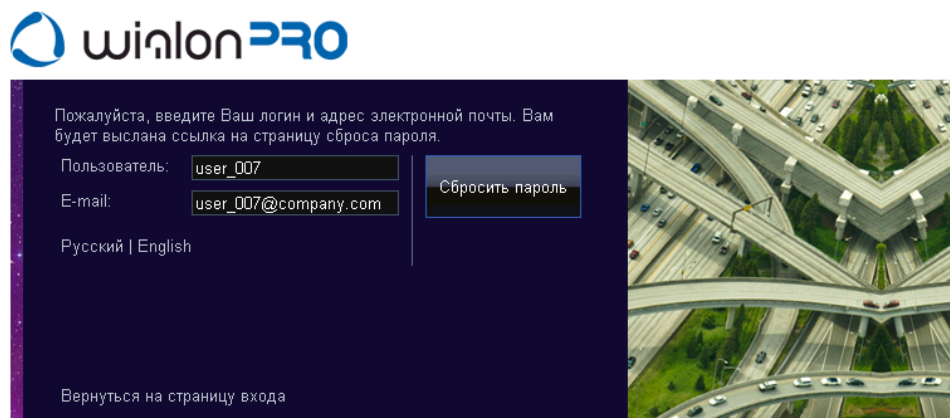 wialon PRO
Пожалуйста, введите Ваш логин и адрес электронной почты. Вам
будет выслана ссылка на страницу сброса пароля.
Пользователь: user_007
Сбросить пароль
E-mail: user_007@company.com
Русский | English
Вернуться на страницу входа